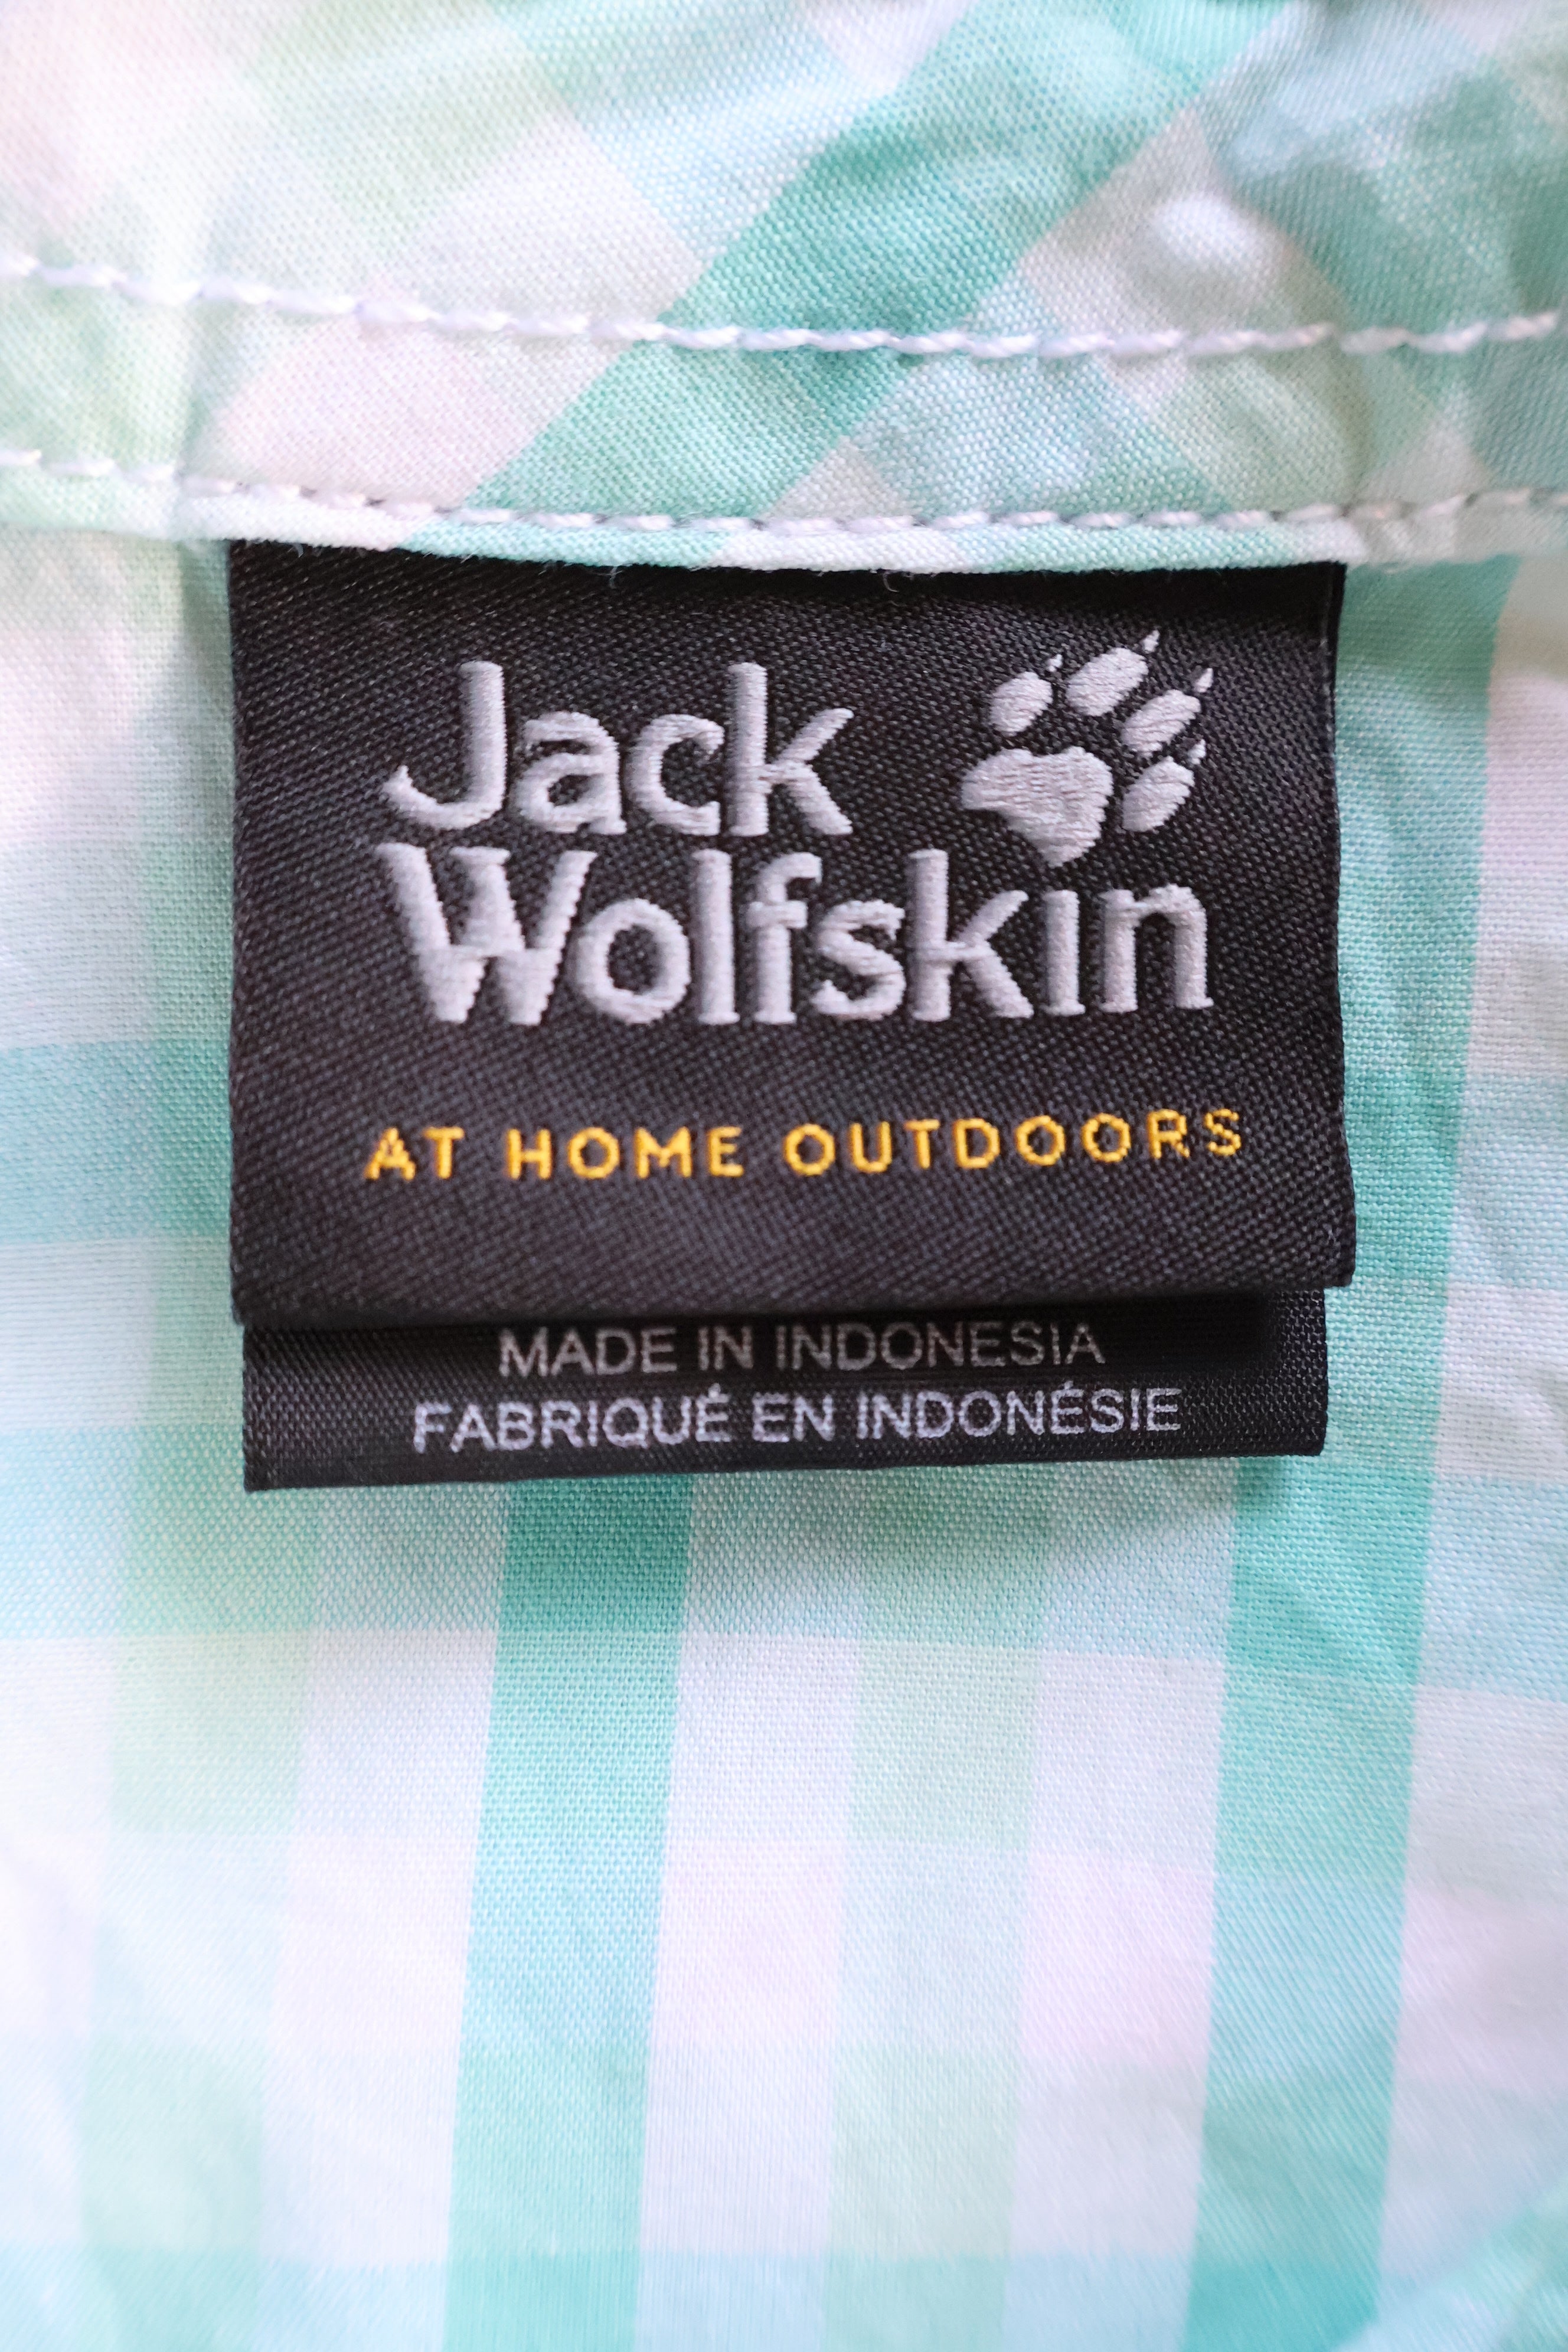 Jack
Wolfskin
AT HOME OUTDOORS
MADE IN INDONESIA
FABRIQUÉ EN INDONÉSIE